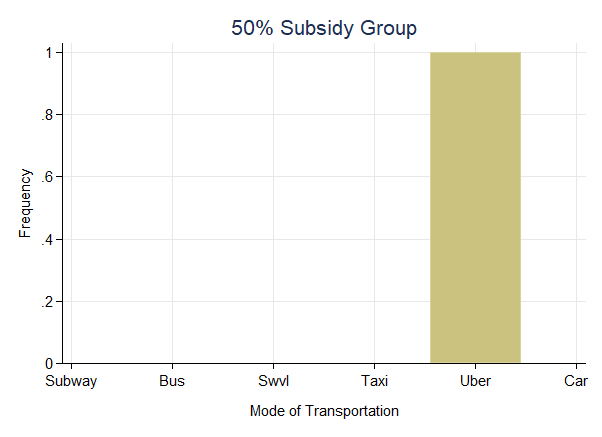 50% Subsidy Group
Frequency
1
.8
.6
.4
.2
0
Subway Bus Swvl Taxi Uber Car
Mode of Transportation